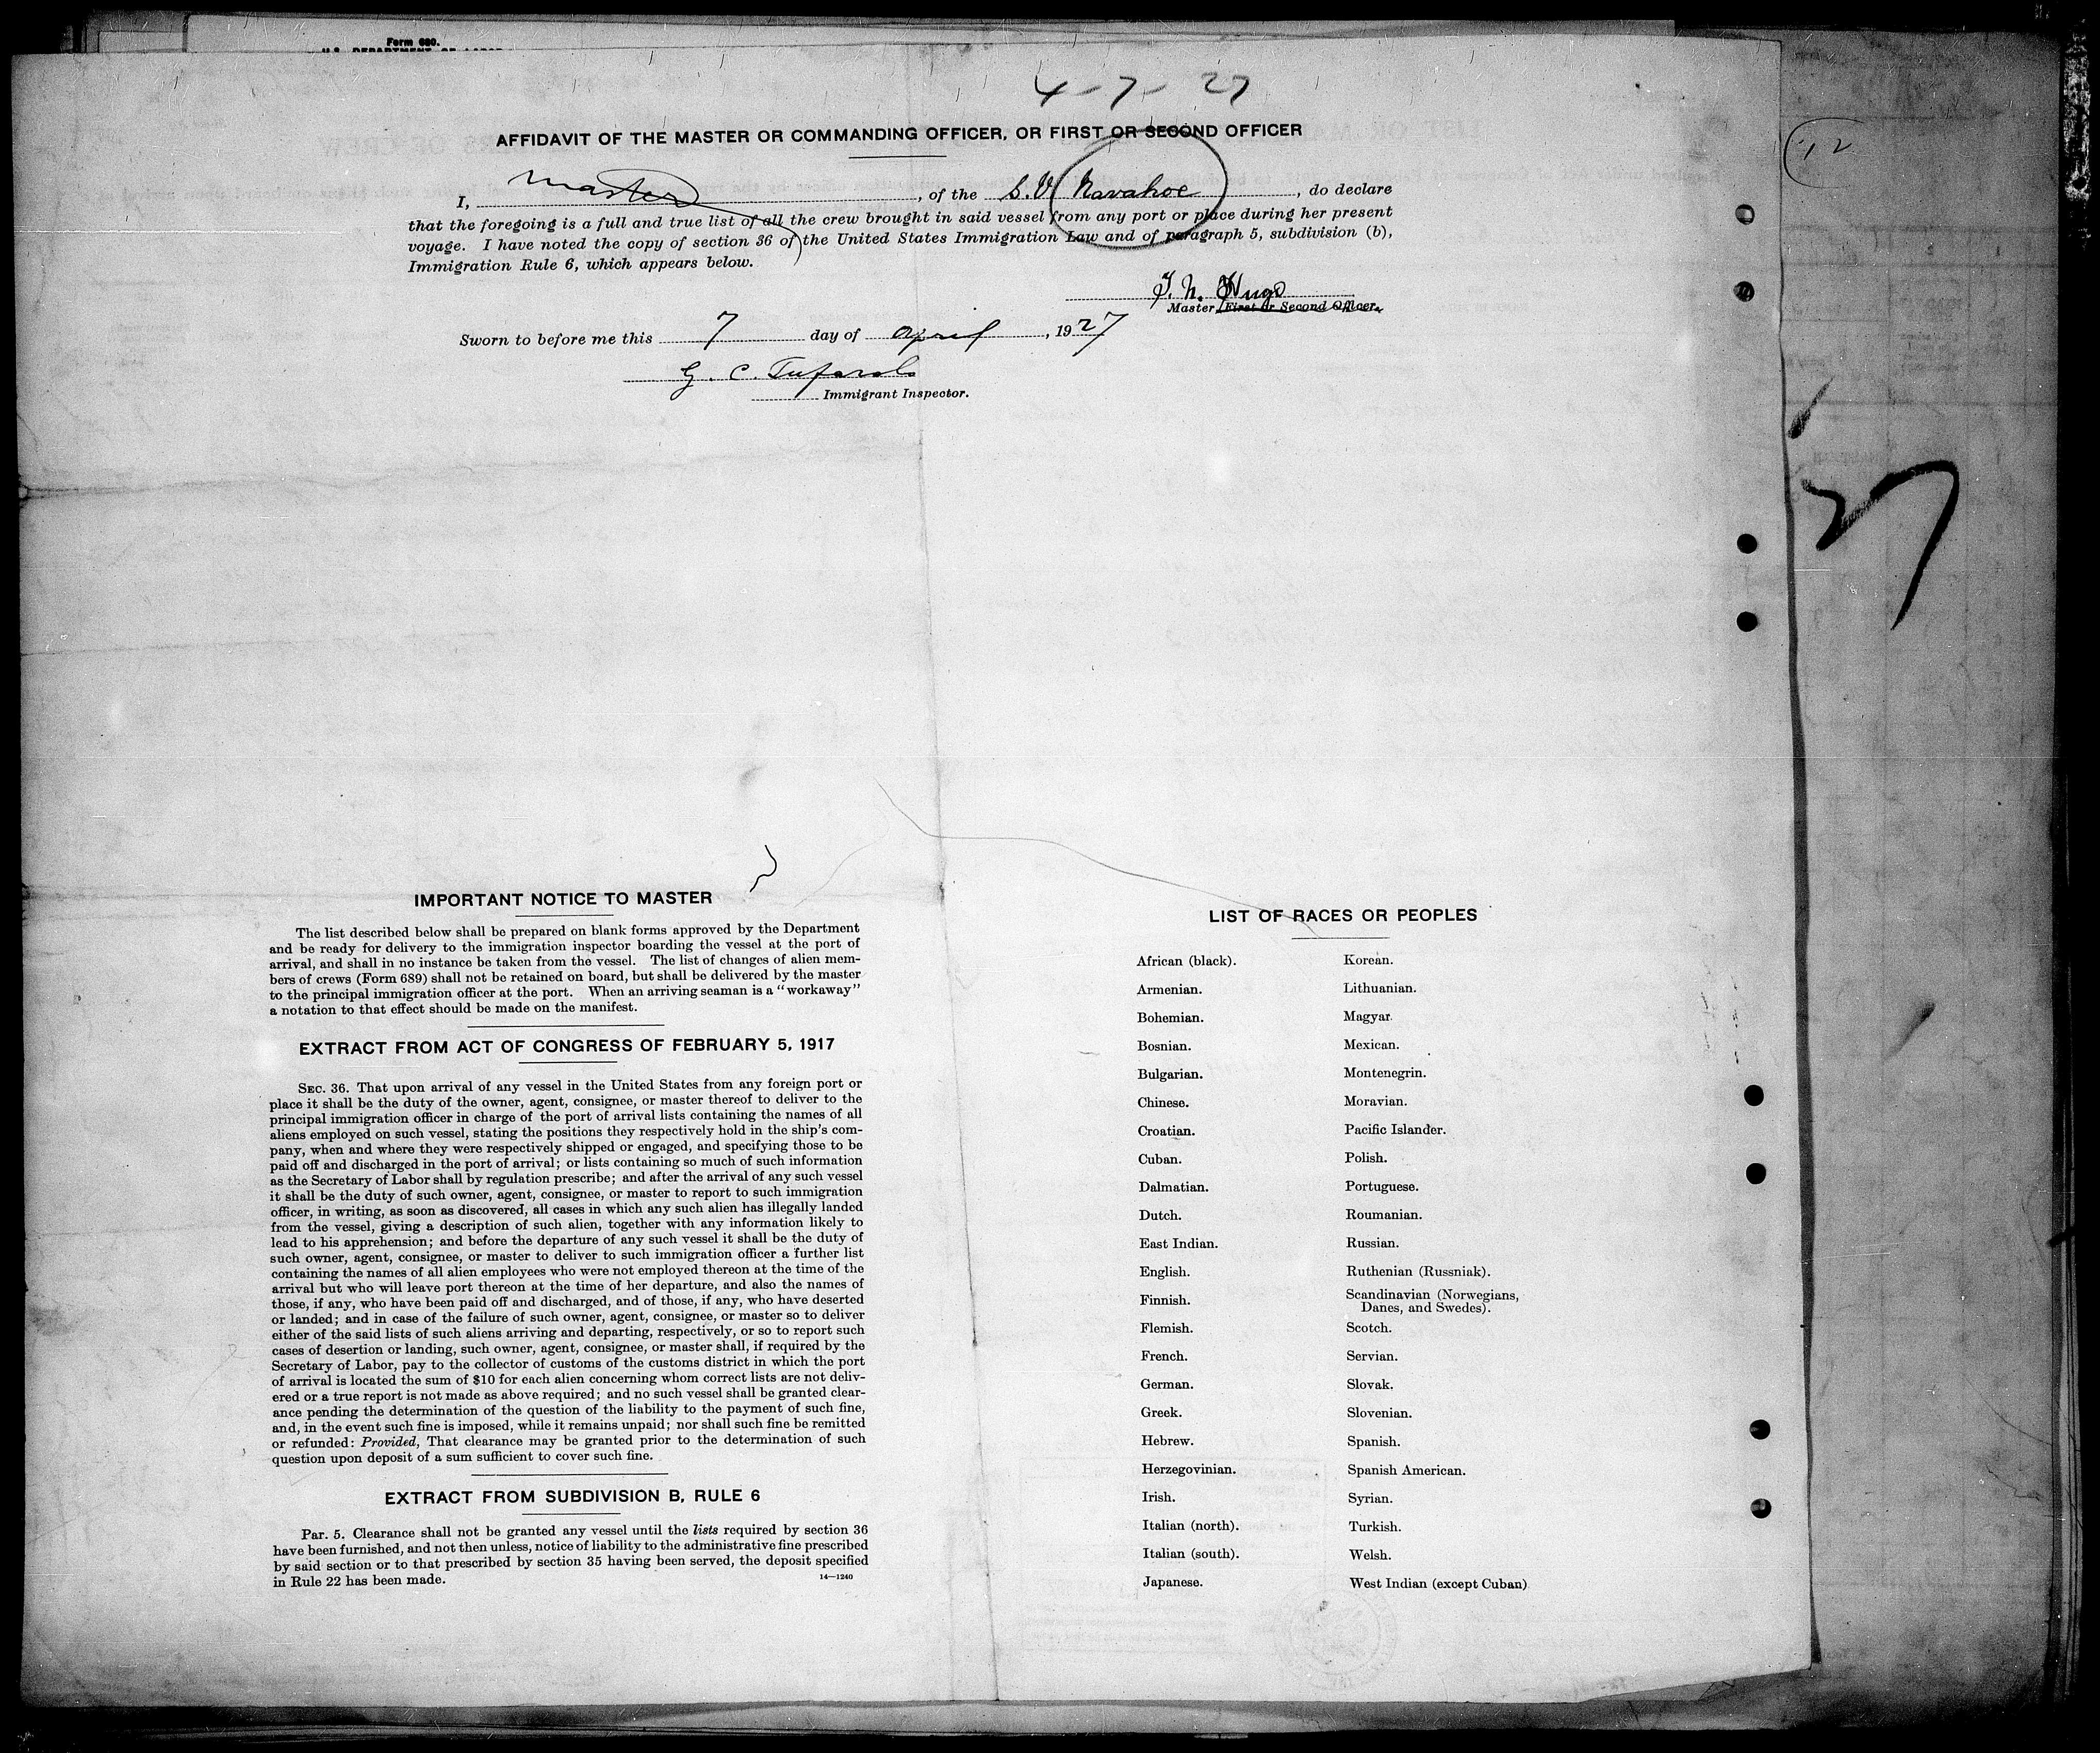 Form 680.
4-7-27
AFFIDAVIT OF THE MASTER OR COMMANDING OFFICER, OR FIRST OR SECOND OFFICER
I, Master, of the S.V. Navahoe, do declare
that the foregoing is a full and true list of all the crew brought in said vessel from any port or place during her present
voyage. I have noted the copy of section 36 of the United States Immigration Law and of paragraph 5, subdivision (b),
Immigration Rule 6, which appears below.
Hugo
Master, First or Second Officer.
Sworn to before me this 7 day of April, 1927
G. C.
Immigrant Inspector.
12
27
IMPORTANT NOTICE TO MASTER
The list described below shall be prepared on blank forms approved by the Department
and be ready for delivery to the immigration inspector boarding the vessel at the port of
arrival, and shall in no instance be taken from the vessel. The list of changes of alien mem-
bers of crews (Form 689) shall not be retained on board, but shall be delivered by the master
to the principal immigration officer at the port. When an arriving seaman is a "workaway"
a notation to that effect should be made on the manifest.
EXTRACT FROM ACT OF CONGRESS OF FEBRUARY 5, 1917
SEC. 36. That upon arrival of any vessel in the United States from any foreign port or
place it shall be the duty of the owner, agent, consignee, or master thereof to deliver to the
principal immigration officer in charge of the port of arrival lists containing the names of all
aliens employed on such vessel, stating the positions they respectively hold in the ship's com-
pany, when and where they were respectively shipped or engaged, and specifying those to be
paid off and discharged in the port of arrival; or lists containing so much of such information
as the Secretary of Labor shall by regulation prescribe; and after the arrival of any such vessel
it shall be the duty of such owner, agent, consignee, or master to report to such immigration
officer, in writing, as soon as discovered, all cases in which any such alien has illegally landed
from the vessel, giving a description of such alien, together with any information likely to
lead to his apprehension; and before the departure of any such vessel it shall be the duty of
such owner, agent, consignee, or master to deliver to such immigration officer a further list
containing the names of all alien employees who were not employed thereon at the time of the
arrival but who will leave port thereon at the time of her departure, and also the names of
those, if any, who have been paid off and discharged, and of those, if any, who have deserted
or landed; and in case of the failure of such owner, agent, consignee, or master so to deliver
either of the said lists of such aliens arriving and departing, respectively, or so to report such
cases of desertion or landing, such owner, agent, consignee, or master shall, if required by the
Secretary of Labor, pay to the collector of customs of the customs district in which the port
of arrival is located the sum of $10 for each alien concerning whom correct lists are not deliv-
ered or a true report is not made as above required; and no such vessel shall be granted clear-
ance pending the determination of the question of the liability to the payment of such fine,
and, in the event such fine is imposed, while it remains unpaid; nor shall such fine be remitted
or refunded: Provided, That clearance may be granted prior to the determination of such
question upon deposit of a sum sufficient to cover such fine.
EXTRACT FROM SUBDIVISION B, RULE 6
Par. 5. Clearance shall not be granted any vessel until the lists required by section 36
have been furnished, and not then unless, notice of liability to the administrative fine prescribed
by said section or to that prescribed by section 35 having been served, the deposit specified
in Rule 22 has been made.
14—1240
LIST OF RACES OR PEOPLES
African (black).
Armenian.
Bohemian.
Bosnian.
Bulgarian.
Chinese.
Croatian.
Cuban.
Dalmatian.
Dutch.
East Indian.
English.
Finnish.
Flemish.
French.
German.
Greek.
Hebrew.
Herzegovinian.
Irish.
Italian (north).
Italian (south).
Japanese.
Korean.
Lithuanian.
Magyar.
Mexican.
Montenegrin.
Moravian.
Pacific Islander.
Polish.
Portuguese.
Roumanian.
Russian.
Ruthenian (Russniak).
Scandinavian (Norwegians,
Danes, and Swedes).
Scotch.
Servian.
Slovak.
Slovenian.
Spanish.
Spanish American.
Syrian.
Turkish.
Welsh.
West Indian (except Cuban)